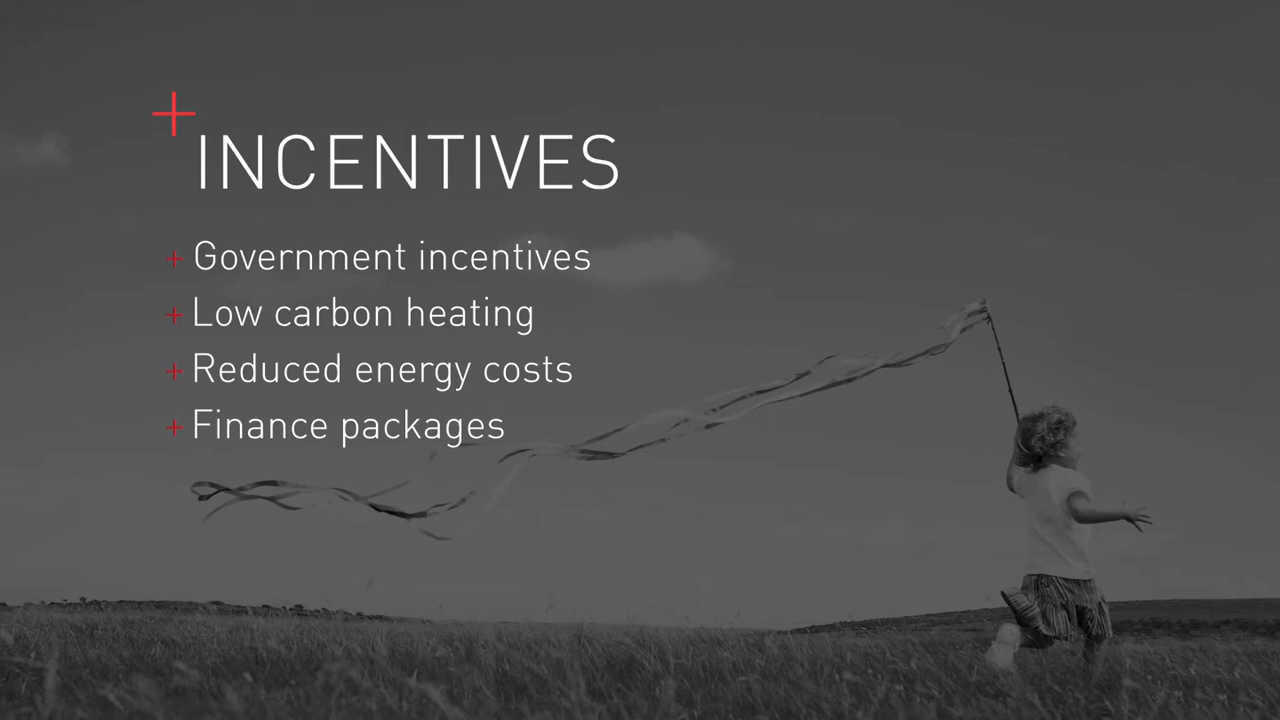 INCENTIVES
+ Government incentives
+ Low carbon heating
+ Reduced energy costs
+ Finance packages